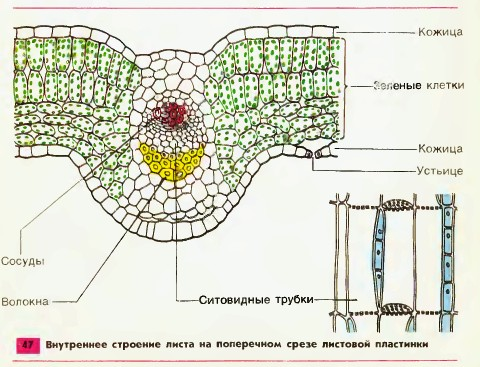 Кожица
Зеленые клетки
Кожица
Устьице
Сосуды
Волокна
Ситовидные трубки
47 Внутреннее строение листа на поперечном срезе листовой пластинки